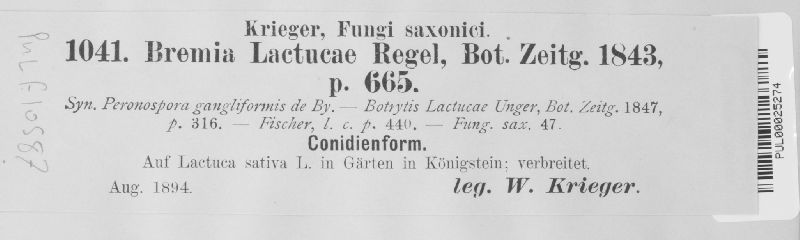 Krieger, Fungi saxonici.
1041. Bremia Lactucae Regel, Bot. Zeitg. 1843,
p. 665.
Syn. Peronospora gangliformis de By. — Botrytis Lactucae Unger, Bot. Zeitg. 1847,
p. 316. — Fischer, l. c. p. 440. — Fung. sax. 47.
Conidienform.
Auf Lactuca sativa L. in Gärten in Königstein; verbreitet.
Aug. 1894.
leg. W. Krieger.
PUL F10587
PUL00025274